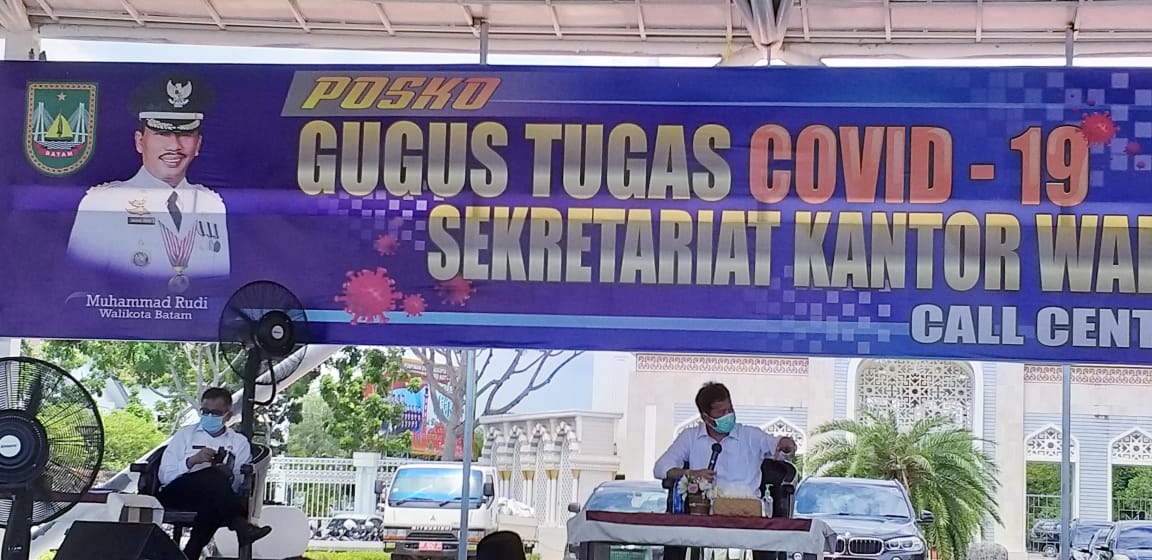 POSKO
GUGUS TUGAS COVID - 19
SEKRETARIAT KANTOR WA
CALL CENT
BATAM
Muhammad Rudi
Walikota Batam